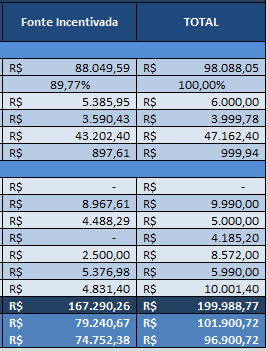 Fonte Incentivada TOTAL
R$ 88.049,59 R$ 98.088,05
89,77% 100,00%
R$ 5.385,95 R$ 6.000,00
R$ 3.590,43 R$ 3.999,78
R$ 43.202,40 R$ 47.162,40
R$ 897,61 R$ 999,94
R$ - R$ -
R$ 8.967,61 R$ 9.990,00
R$ 4.488,29 R$ 5.000,00
R$ - R$ 4.185,20
R$ 2.500,00 R$ 8.572,00
R$ 5.376,98 R$ 5.990,00
R$ 4.831,40 R$ 10.001,40
R$ 167.290,26 R$ 199.988,77
R$ 79.240,67 R$ 101.900,72
R$ 74.752,38 R$ 96.900,72